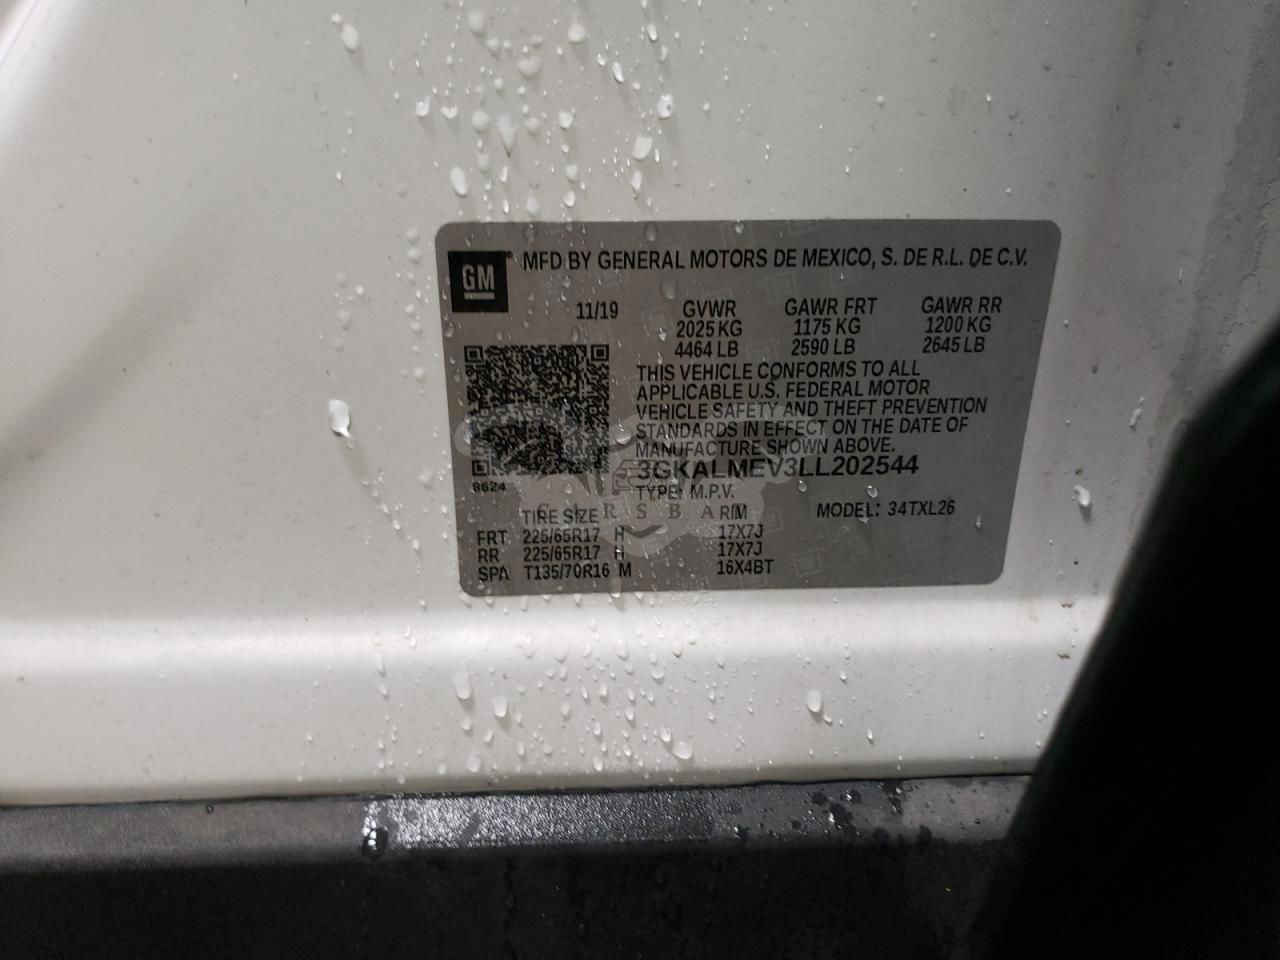 GM
MFD BY GENERAL MOTORS DE MEXICO, S. DE R.L. DE C.V.
11/19 GVWR GAWR FRT GAWR RR
2025 KG 1175 KG 1200 KG
4464 LB 2590 LB 2645 LB
THIS VEHICLE CONFORMS TO ALL
APPLICABLE U.S. FEDERAL MOTOR
VEHICLE SAFETY AND THEFT PREVENTION
STANDARDS IN EFFECT ON THE DATE OF
MANUFACTURE SHOWN ABOVE.
3GKALMEV3LL202544
8624 TYPE: M.P.V.
CARSBAR
TIRE SIZE RIM MODEL: 34TXL26
FRT 225/65R17 H 17X7J
RR 225/65R17 H 17X7J
SPA T135/70R16 M 16X4BT